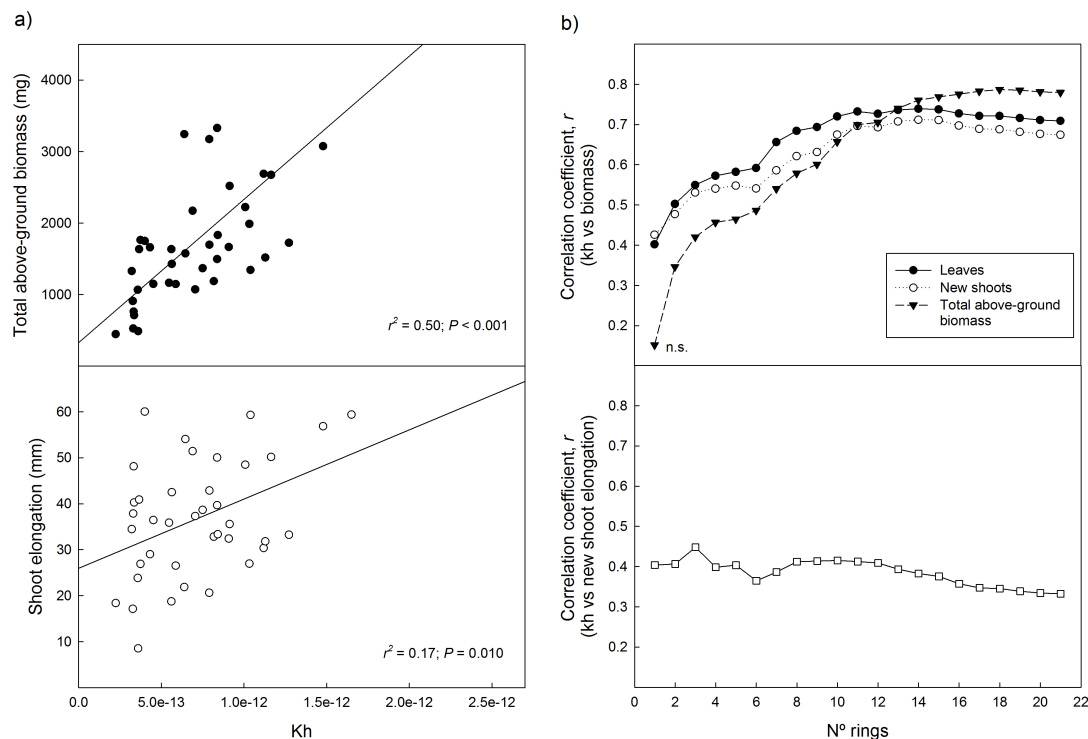 a)
Total above-ground biomass (mg)
4000
3000
2000
1000
r² = 0.50; P < 0.001
Shoot elongation (mm)
60
50
40
30
20
10
r² = 0.17; P = 0.010
0.0
5.0e-13
1.0e-12
1.5e-12
2.0e-12
2.5e-12
Kh
b)
Correlation coefficient, r
(kh vs biomass)
0.8
0.7
0.6
0.5
0.4
0.3
0.2
n.s.
Leaves
New shoots
Total above-ground
biomass
Correlation coefficient, r
(kh vs new shoot elongation)
0.8
0.7
0.6
0.5
0.4
0.3
0.2
0
2
4
6
8
10
12
14
16
18
20
22
Nº rings